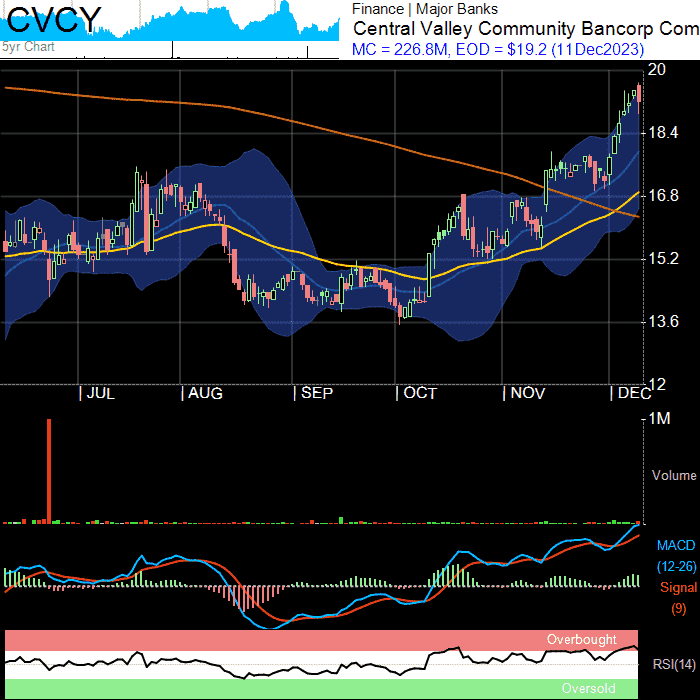 CVCY
5yr Chart
Finance | Major Banks
Central Valley Community Bancorp Com
MC = 226.8M, EOD = $19.2 (11Dec2023)
20
18.4
16.8
15.2
13.6
12
| JUL
| AUG
| SEP
| OCT
| NOV
| DEC
1M
Volume
MACD
(12-26)
Signal
(9)
Overbought
RSI(14)
Oversold